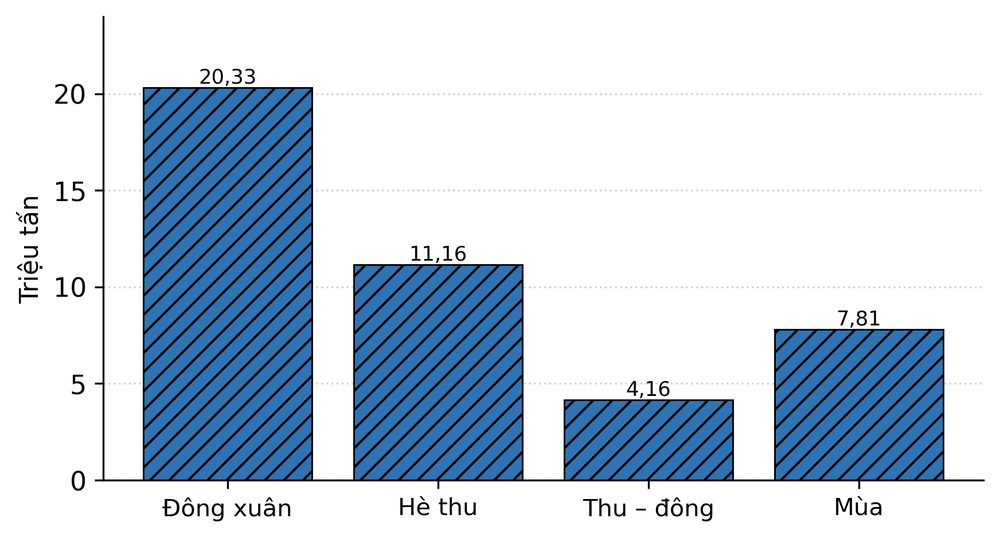 Triệu tấn
20
15
10
5
0
20,33
11,16
4,16
7,81
Đông xuân
Hè thu
Thu – đông
Mùa